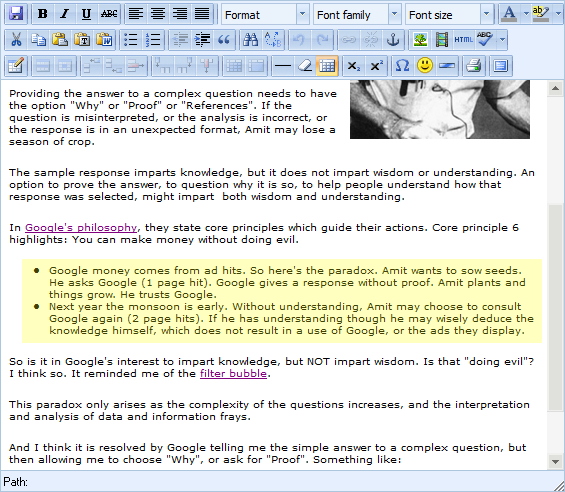 B I U ABC Format Font family Font size A ab
HTML ABC
x₂ x² Ω
Providing the answer to a complex question needs to have
the option "Why" or "Proof" or "References". If the
question is misinterpreted, or the analysis is incorrect, or
the response is in an unexpected format, Amit may lose a
season of crop.
The sample response imparts knowledge, but it does not impart wisdom or understanding. An
option to prove the answer, to question why it is so, to help people understand how that
response was selected, might impart  both wisdom and understanding.
In Google's philosophy, they state core principles which guide their actions. Core principle 6
highlights: You can make money without doing evil.
• Google money comes from ad hits. So here's the paradox. Amit wants to sow seeds.
He asks Google (1 page hit). Google gives a response without proof. Amit plants and
things grow. He trusts Google.
• Next year the monsoon is early. Without understanding, Amit may choose to consult
Google again (2 page hits). If he has understanding though he may wisely deduce the
knowledge himself, which does not result in a use of Google, or the ads they display.
So is it in Google's interest to impart knowledge, but NOT impart wisdom. Is that "doing evil"?
I think so. It reminded me of the filter bubble.
This paradox only arises as the complexity of the questions increases, and the interpretation
and analysis of data and information frays.
And I think it is resolved by Google telling me the simple answer to a complex question, but
then allowing me to choose "Why", or ask for "Proof". Something like:
Path: